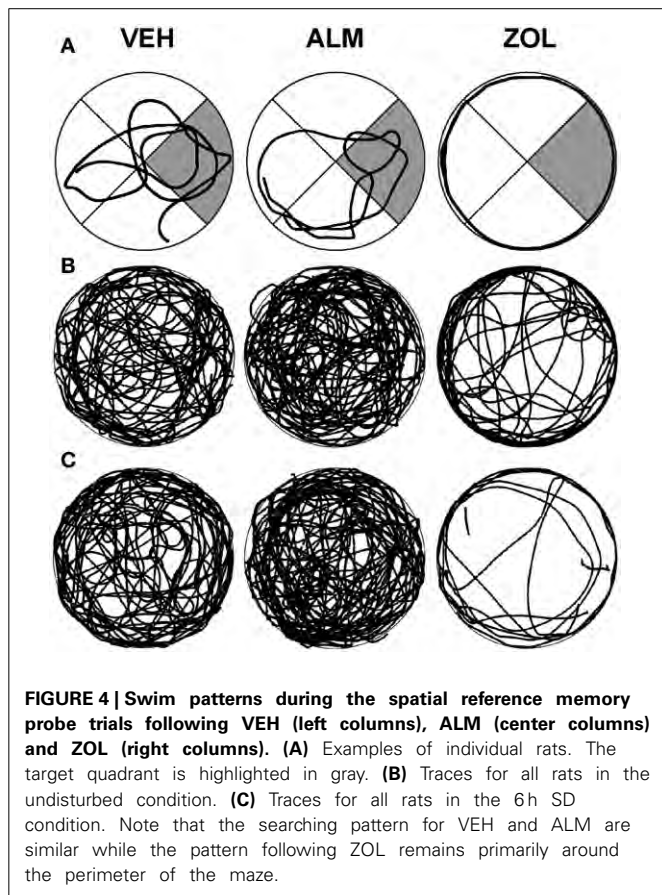 VEH ALM ZOL
A
B
C
FIGURE 4 | Swim patterns during the spatial reference memory
probe trials following VEH (left columns), ALM (center columns)
and ZOL (right columns). (A) Examples of individual rats. The
target quadrant is highlighted in gray. (B) Traces for all rats in the
undisturbed condition. (C) Traces for all rats in the 6 h SD
condition. Note that the searching pattern for VEH and ALM are
similar while the pattern following ZOL remains primarily around
the perimeter of the maze.